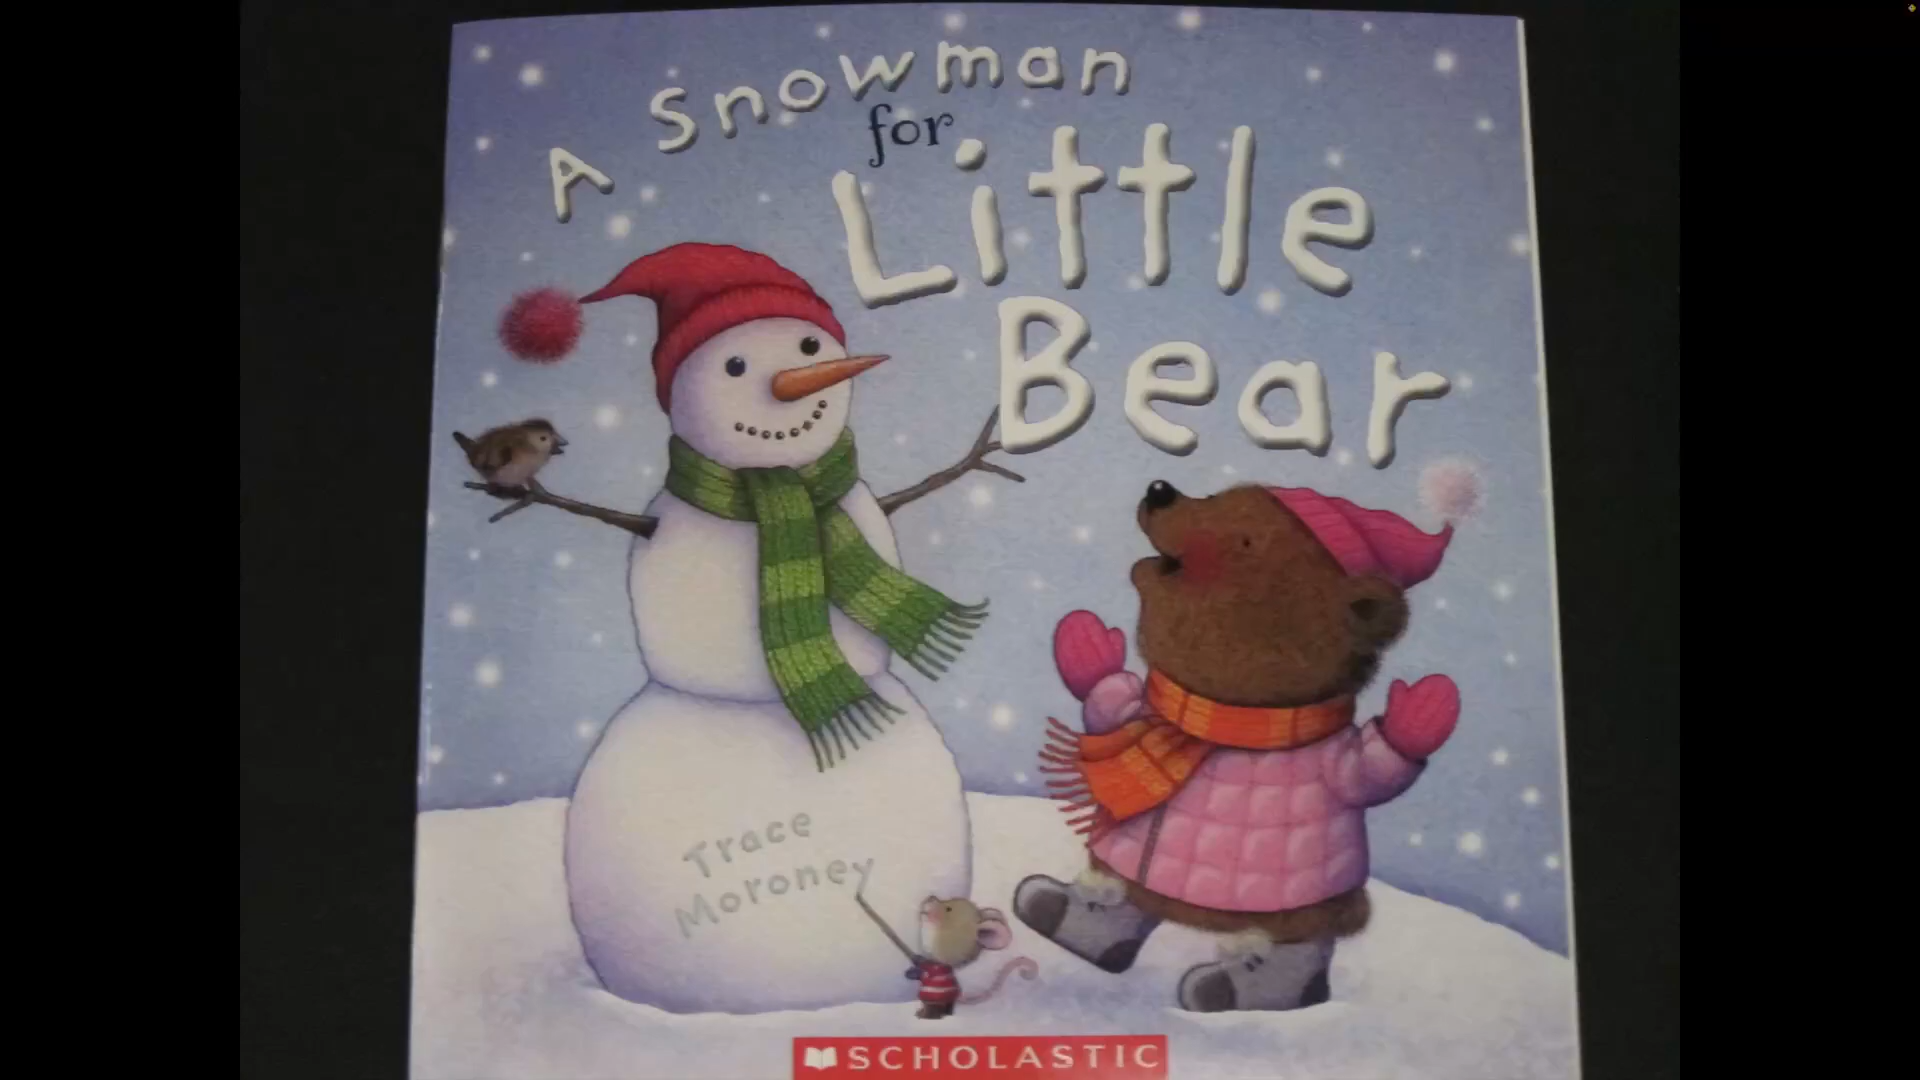 A Snowman
for
Little
Bear
Trace
Moroney
SCHOLASTIC